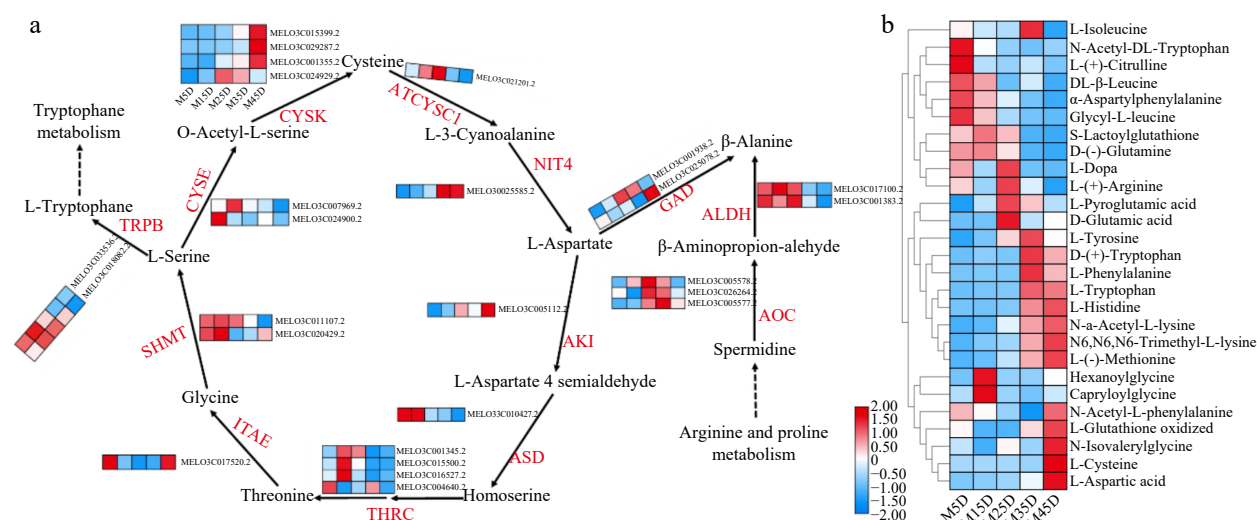 a
MELO3C015399.2
MELO3C029287.2
MELO3C001355.2
MELO3C024929.2
M5D
M15D
M25D
M35D
M45D
Cysteine
MELO3C021201.2
CYSK
ATCYSC1
Tryptophane
metabolism
O-Acetyl-L-serine
L-3-Cyanoalanine
NIT4
CYSE
MELO3C007969.2
MELO3C024900.2
MELO30025585.2
L-Tryptophane
TRPB
MELO3C033536.2
MELO3C018082.2
L-Serine
L-Aspartate
MELO3C001938.2
MELO3C025078.2
GAD
β-Alanine
ALDH
MELO3C017100.2
MELO3C001383.2
β-Aminopropion-alehyde
MELO3C005578.2
MELO3C026264.2
MELO3C005577.2
AOC
Spermidine
Arginine and proline
metabolism
SHMT
MELO3C011107.2
MELO3C020429.2
MELO3C005112.2
AKI
L-Aspartate 4 semialdehyde
Glycine
ITAE
MELO33C010427.2
ASD
MELO3C017520.2
MELO3C001345.2
MELO3C015500.2
MELO3C016527.2
MELO3C004640.2
Threonine
THRC
Homoserine
b
L-Isoleucine
N-Acetyl-DL-Tryptophan
L-(+)-Citrulline
DL-β-Leucine
α-Aspartylphenylalanine
Glycyl-L-leucine
S-Lactoylglutathione
D-(-)-Glutamine
L-Dopa
L-(+)-Arginine
L-Pyroglutamic acid
D-Glutamic acid
L-Tyrosine
D-(+)-Tryptophan
L-Phenylalanine
L-Tryptophan
L-Histidine
N-a-Acetyl-L-lysine
N6,N6,N6-Trimethyl-L-lysine
L-(-)-Methionine
Hexanoylglycine
Capryloylglycine
N-Acetyl-L-phenylalanine
L-Glutathione oxidized
N-Isovalerylglycine
L-Cysteine
L-Aspartic acid
2.00
1.50
1.00
0.50
0
−0.50
−1.00
−1.50
−2.00
M5D
M15D
M25D
M35D
M45D